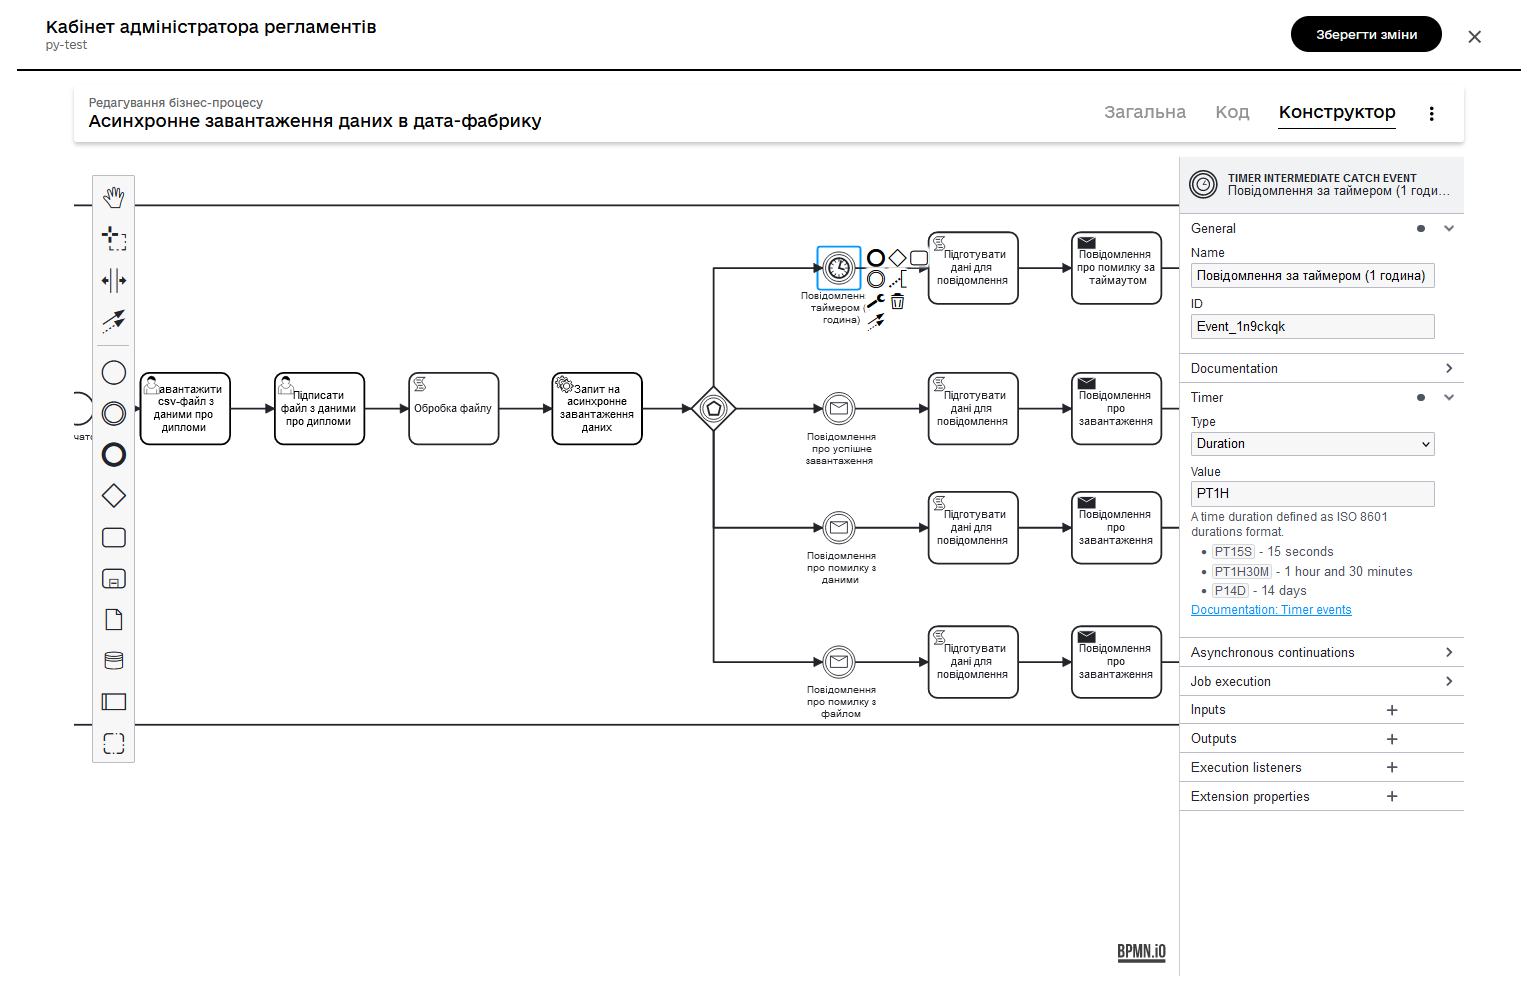 Кабінет адміністратора регламентів
py-test
Зберегти зміни
Редагування бізнес-процесу
Асинхронне завантаження даних в дата-фабрику
Загальна
Код
Конструктор
TIMER INTERMEDIATE CATCH EVENT
Повідомлення за таймером (1 годи...
General
Name
Повідомлення за таймером (1 година)
ID
Event_1n9ckqk
Documentation
Timer
Type
Duration
Value
PT1H
A time duration defined as ISO 8601
durations format.
PT15S - 15 seconds
PT1H30M - 1 hour and 30 minutes
P14D - 14 days
Documentation: Timer events
Asynchronous continuations
Job execution
Inputs
Outputs
Execution listeners
Extension properties
авантажити
csv-файл з
даними про
дипломи
Підписати
файл з даними
про дипломи
Обробка файлу
Запит на
асинхронне
завантаження
даних
Повідомленн
таймером (
година)
Підготувати
дані для
повідомлення
Повідомлення
про помилку за
таймаутом
Повідомлення
про успішне
завантаження
Підготувати
дані для
повідомлення
Повідомлення
про
завантаження
Повідомлення
про помилку з
даними
Підготувати
дані для
повідомлення
Повідомлення
про
завантаження
Повідомлення
про помилку з
файлом
Підготувати
дані для
повідомлення
Повідомлення
про
завантаження
BPMN.iO